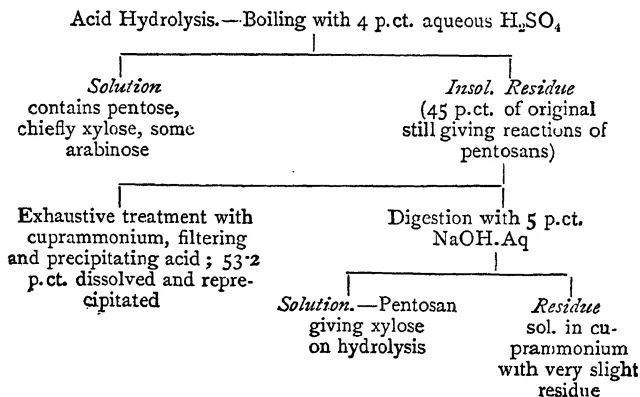 Acid Hydrolysis.—Boiling with 4 p.ct. aqueous H₂SO₄
Solution
contains pentose,
chiefly xylose, some
arabinose
Insol. Residue
(45 p.ct. of original
still giving reactions of
pentosans)
Exhaustive treatment with
cuprammonium, filtering
and precipitating acid; 53·2
p.ct. dissolved and repre-
cipitated
Digestion with 5 p.ct.
NaOH.Aq
Solution.—Pentosan
giving xylose
on hydrolysis
Residue
sol. in cu-
prammonium
with very slight
residue